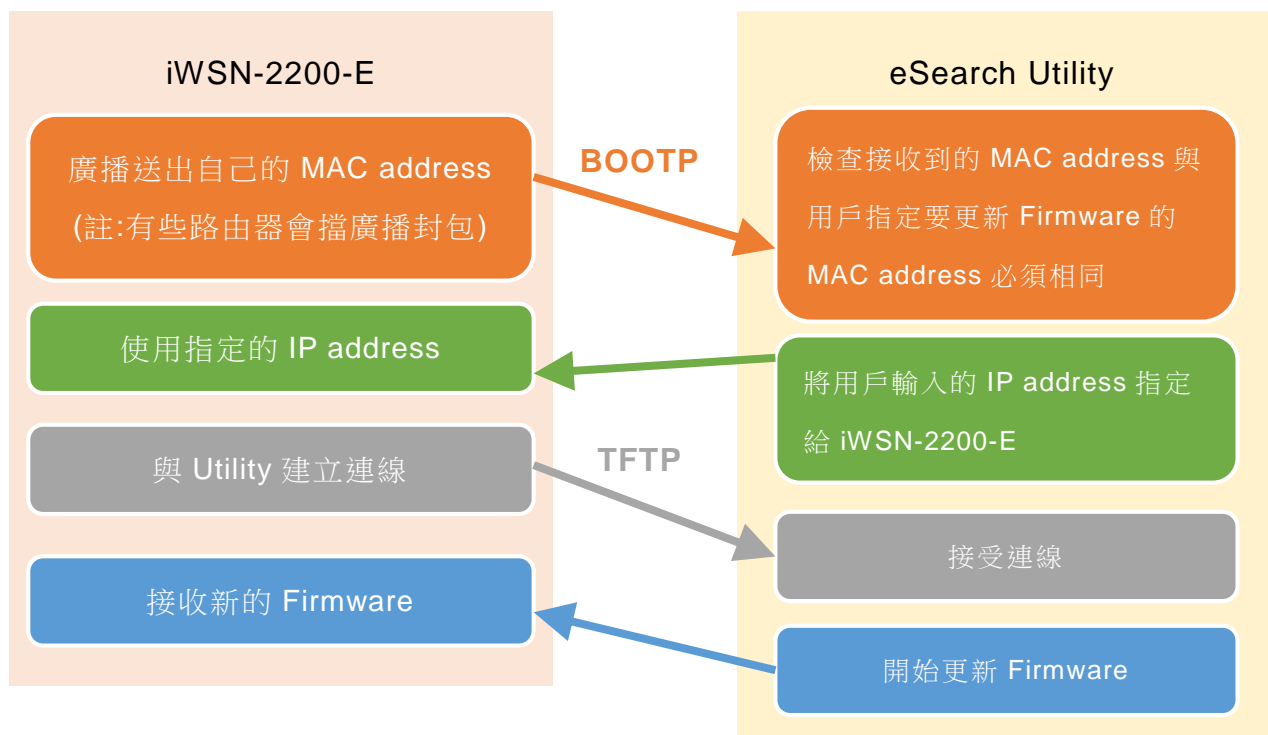 iWSN-2200-E
廣播送出自己的 MAC address
(註:有些路由器會擋廣播封包)
使用指定的 IP address
與 Utility 建立連線
接收新的 Firmware
BOOTP
TFTP
eSearch Utility
檢查接收到的 MAC address 與
用戶指定要更新 Firmware 的
MAC address 必須相同
將用戶輸入的 IP address 指定
給 iWSN-2200-E
接受連線
開始更新 Firmware